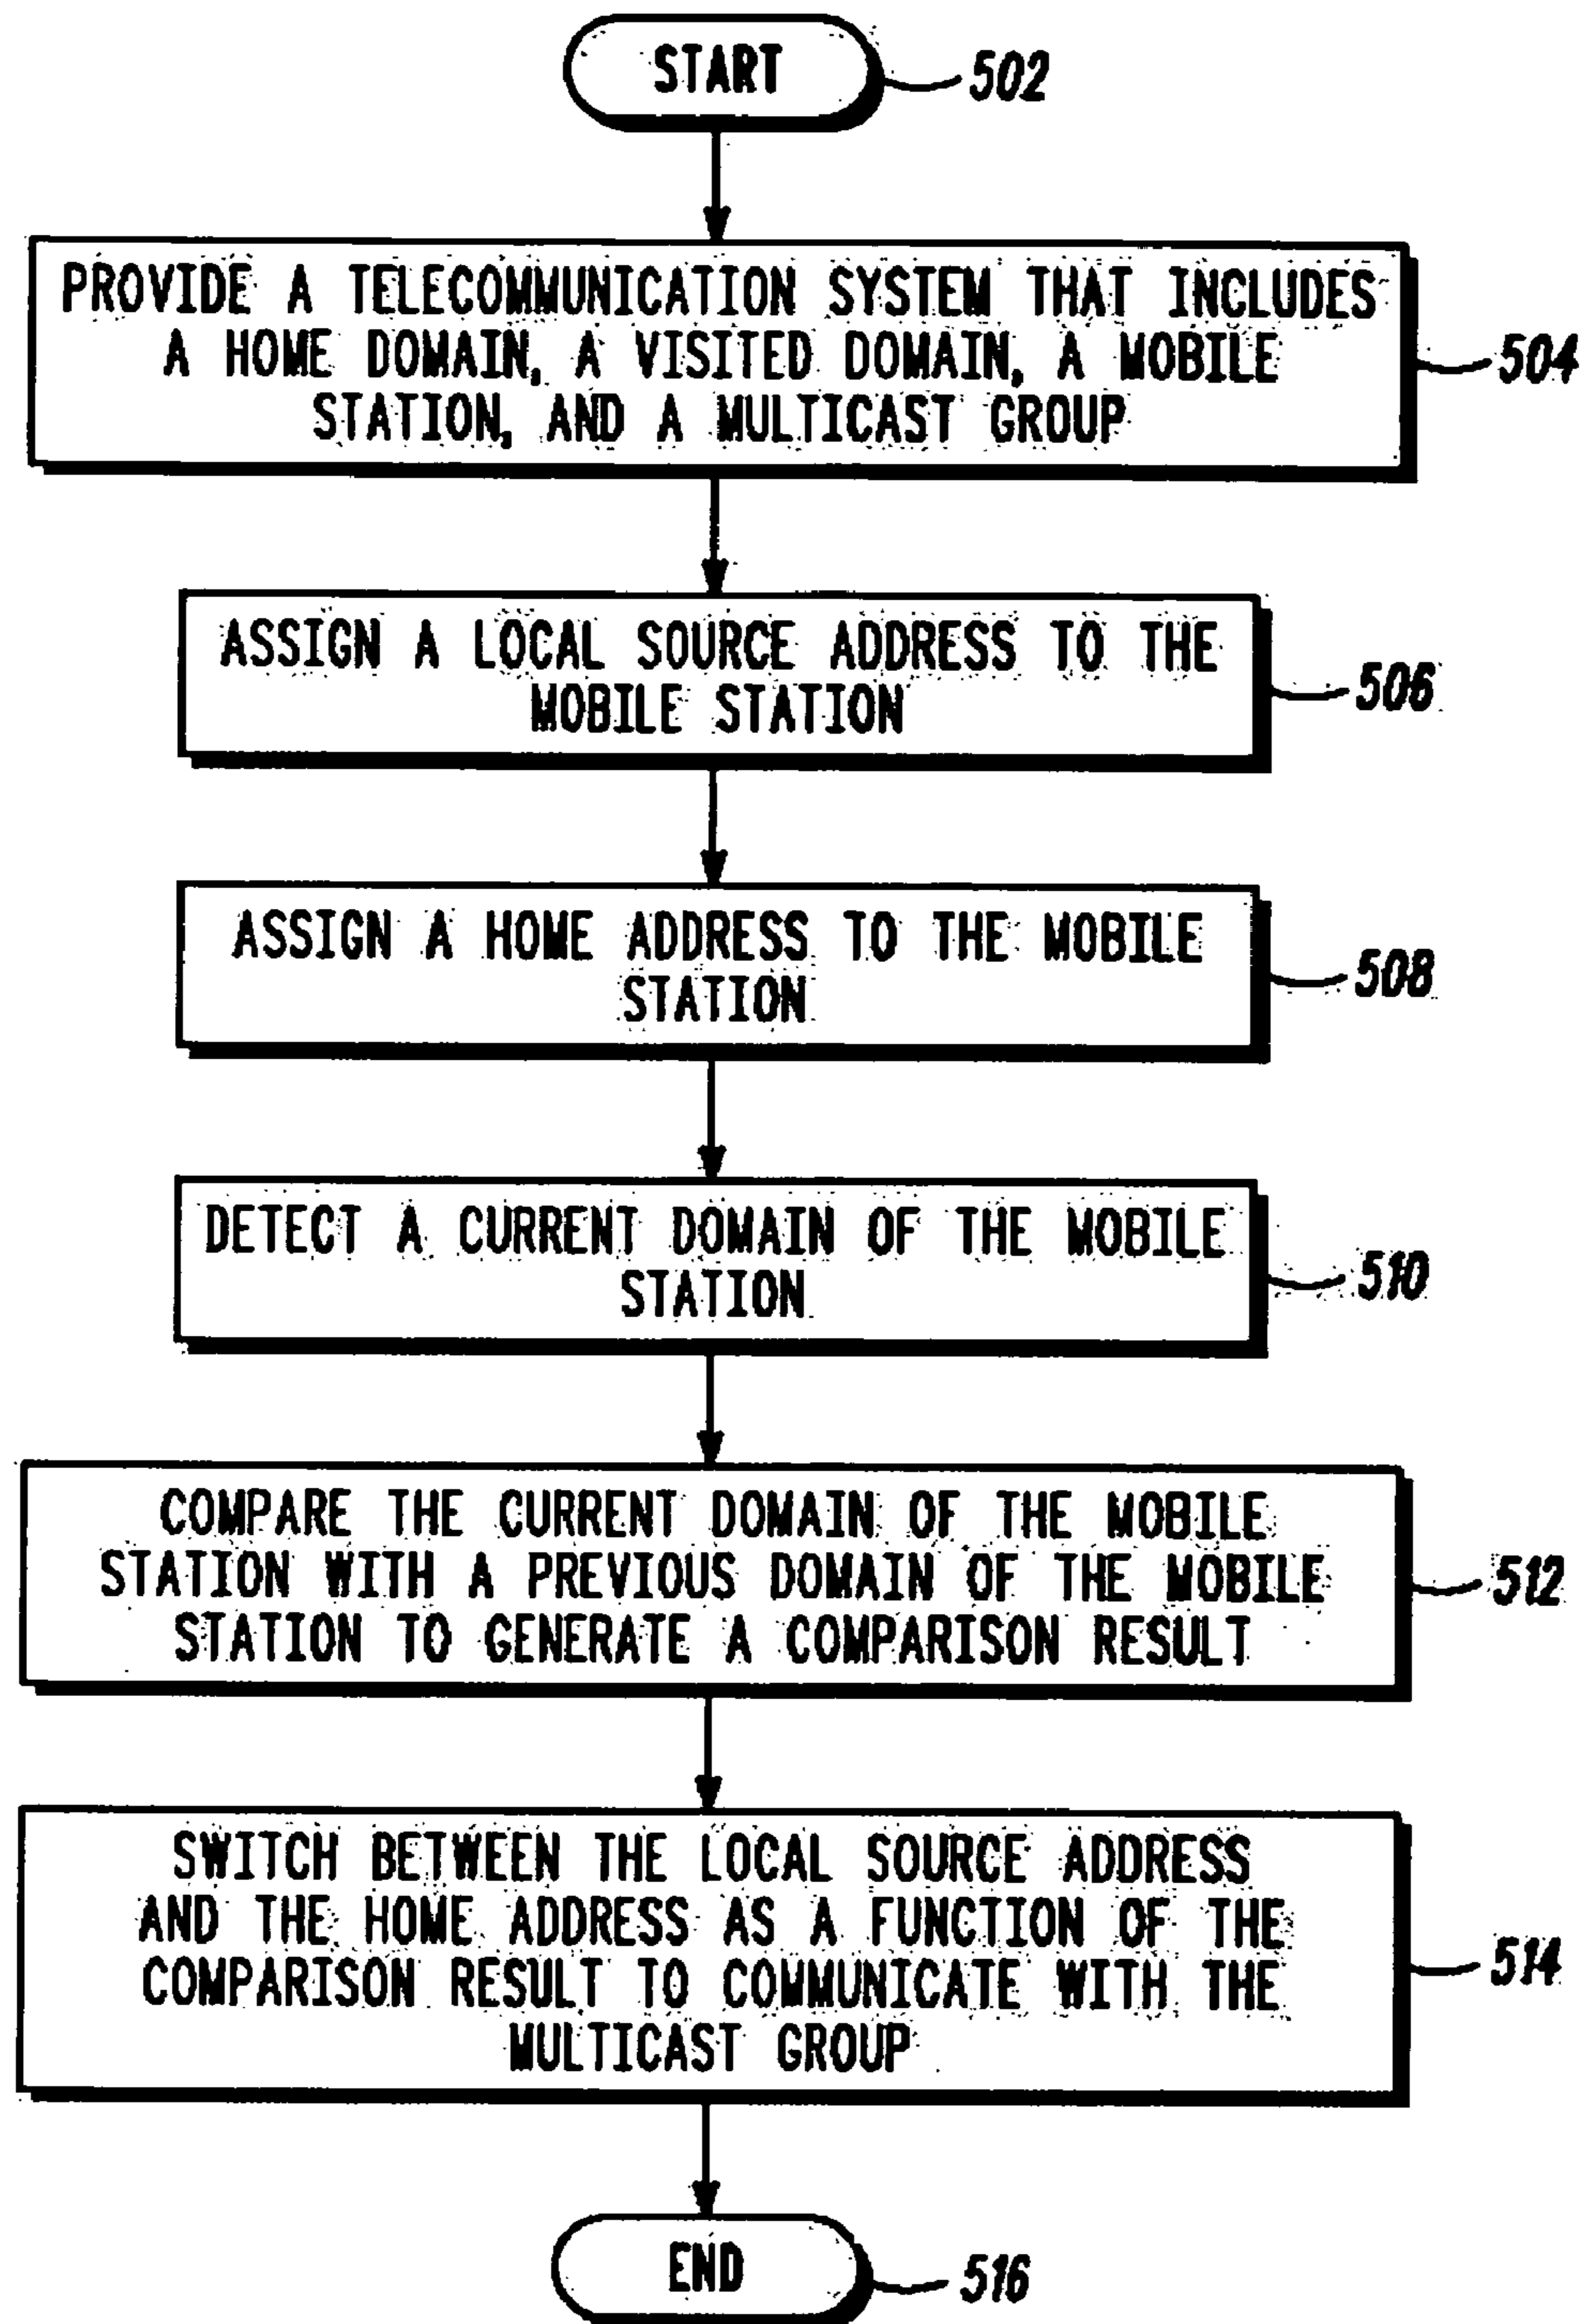 START
502
PROVIDE A TELECOMMUNICATION SYSTEM THAT INCLUDES
A HOME DOMAIN, A VISITED DOMAIN, A MOBILE
STATION, AND A MULTICAST GROUP
504
ASSIGN A LOCAL SOURCE ADDRESS TO THE
MOBILE STATION
506
ASSIGN A HOME ADDRESS TO THE MOBILE
STATION
508
DETECT A CURRENT DOMAIN OF THE MOBILE
STATION
510
COMPARE THE CURRENT DOMAIN OF THE MOBILE
STATION WITH A PREVIOUS DOMAIN OF THE MOBILE
STATION TO GENERATE A COMPARISON RESULT
512
SWITCH BETWEEN THE LOCAL SOURCE ADDRESS
AND THE HOME ADDRESS AS A FUNCTION OF THE
COMPARISON RESULT TO COMMUNICATE WITH THE
MULTICAST GROUP
514
END
516